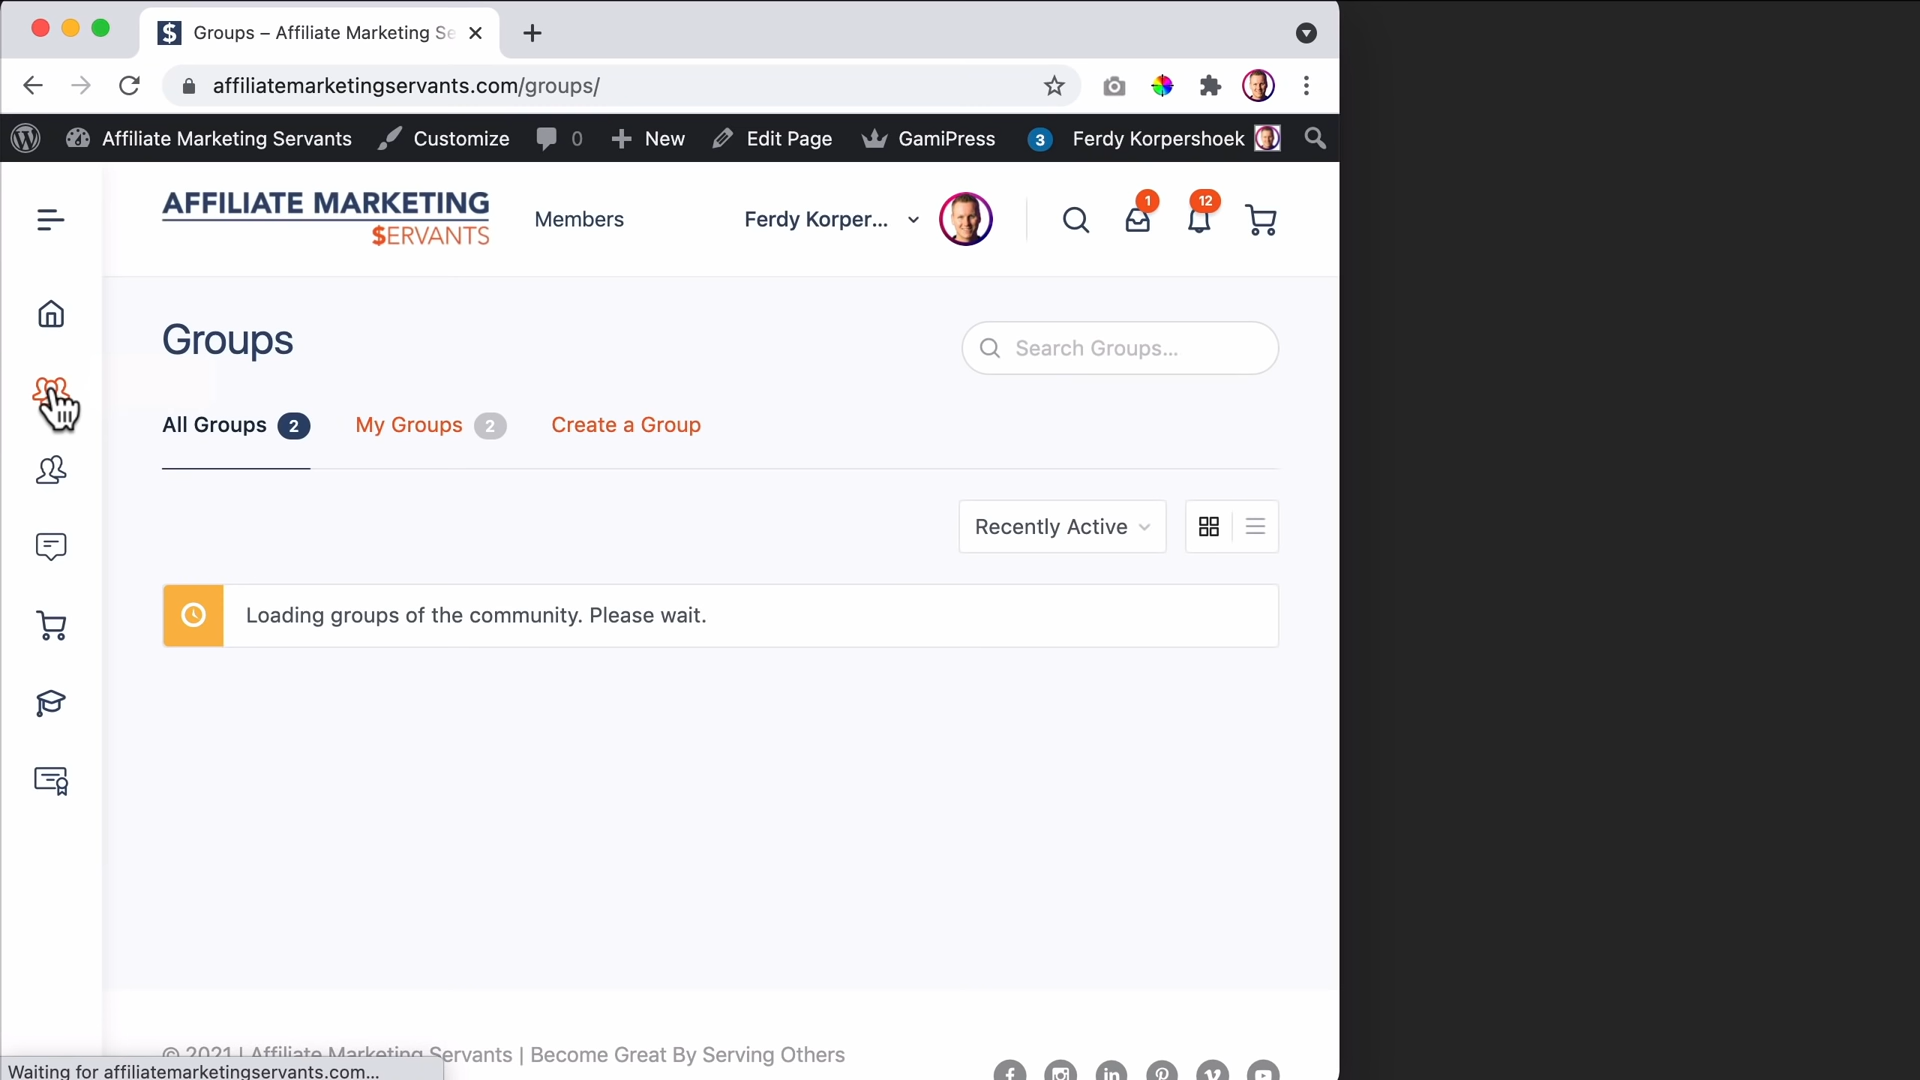 Groups – Affiliate Marketing Se
affiliatemarketingservants.com/groups/
Affiliate Marketing Servants Customize 0 New Edit Page GamiPress 3 Ferdy Korpershoek
AFFILIATE MARKETING
$ERVANTS
Members
Ferdy Korper...
1
12
Groups
Search Groups...
All Groups 2 My Groups 2 Create a Group
Recently Active
Loading groups of the community. Please wait.
© 2021 | Affiliate Marketing Servants | Become Great By Serving Others
Waiting for affiliatemarketingservants.com...